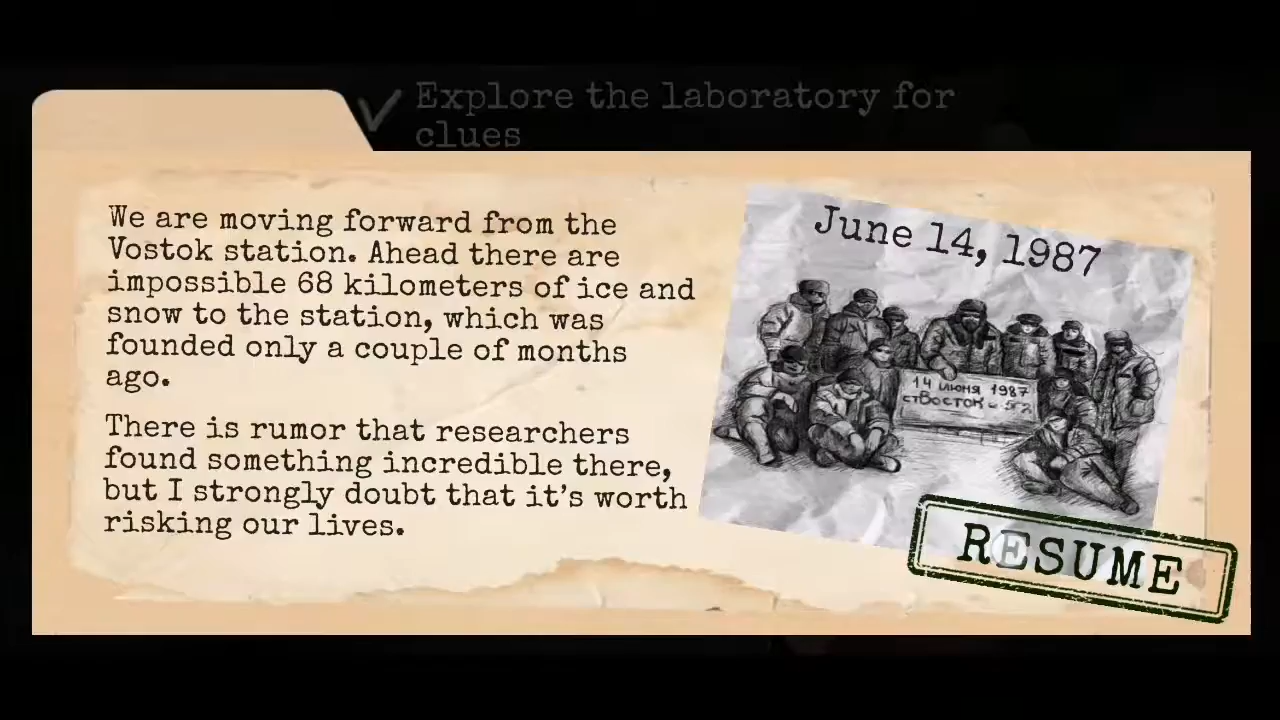 Explore the laboratory for
clues
We are moving forward from the
Vostok station. Ahead there are
impossible 68 kilometers of ice and
snow to the station, which was
founded only a couple of months
ago.
There is rumor that researchers
found something incredible there,
but I strongly doubt that it's worth
risking our lives.
June 14, 1987
14 июня 1987
стВосток
RESUME